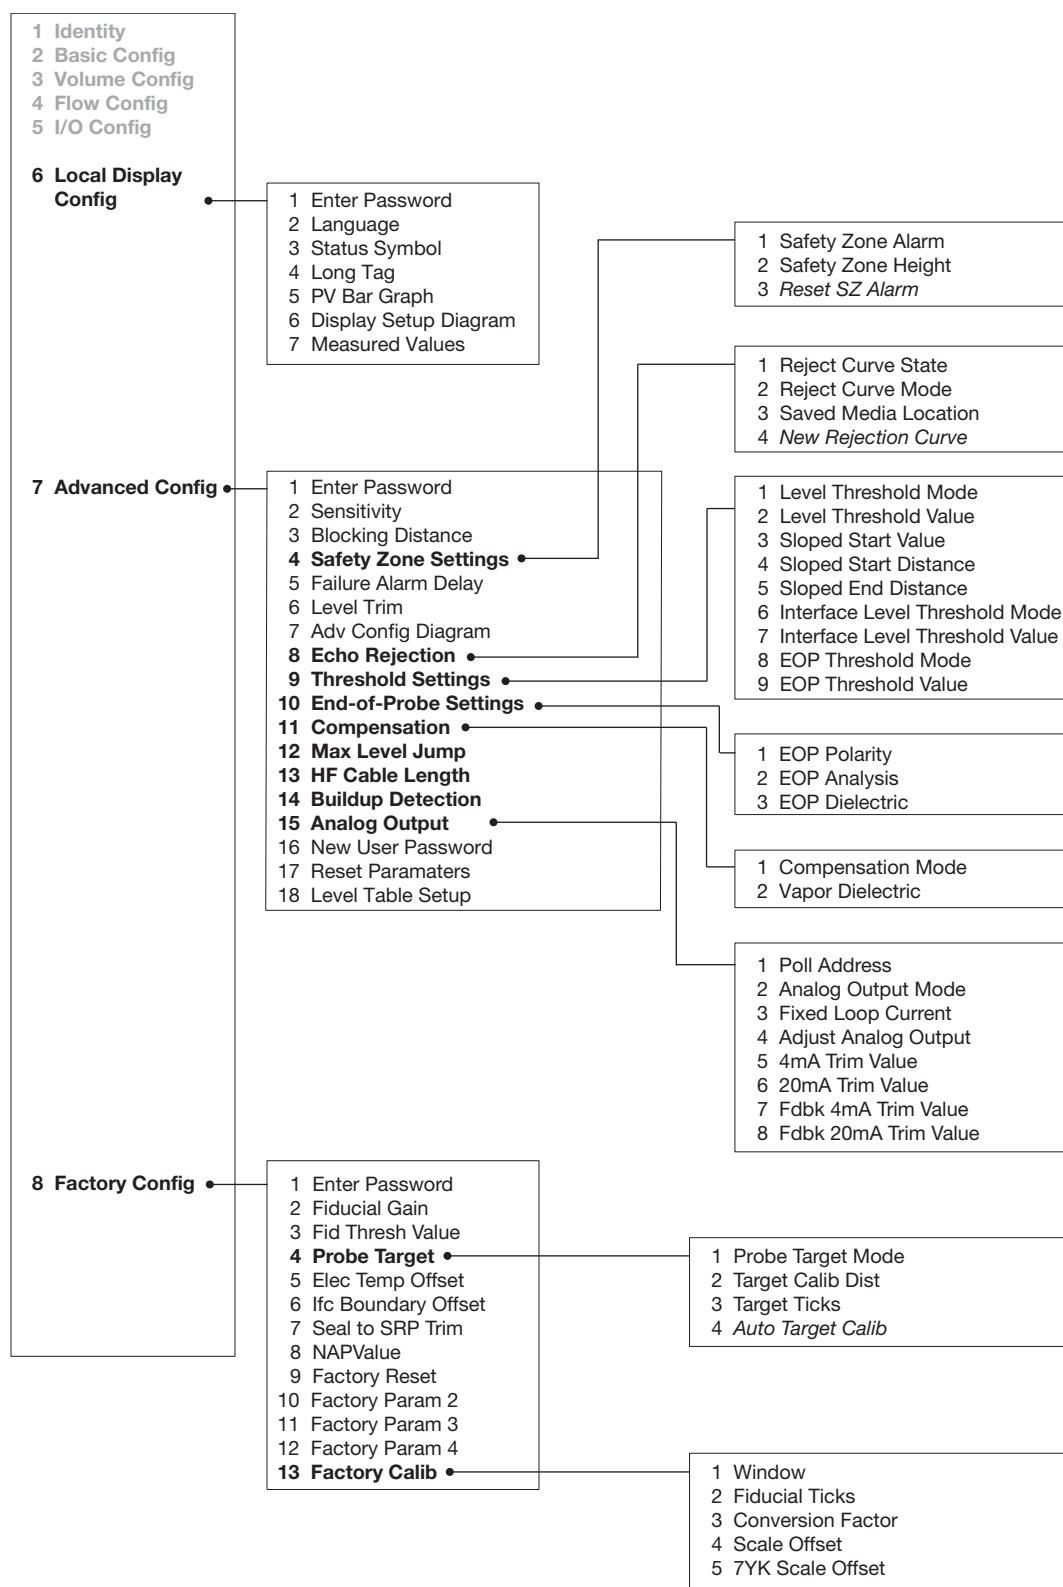 1 Identity
2 Basic Config
3 Volume Config
4 Flow Config
5 I/O Config
6 Local Display
Config
1 Enter Password
2 Language
3 Status Symbol
4 Long Tag
5 PV Bar Graph
6 Display Setup Diagram
7 Measured Values
1 Safety Zone Alarm
2 Safety Zone Height
3 Reset SZ Alarm
1 Reject Curve State
2 Reject Curve Mode
3 Saved Media Location
4 New Rejection Curve
7 Advanced Config
1 Enter Password
2 Sensitivity
3 Blocking Distance
4 Safety Zone Settings
5 Failure Alarm Delay
6 Level Trim
7 Adv Config Diagram
8 Echo Rejection
9 Threshold Settings
10 End-of-Probe Settings
11 Compensation
12 Max Level Jump
13 HF Cable Length
14 Buildup Detection
15 Analog Output
16 New User Password
17 Reset Paramaters
18 Level Table Setup
1 Level Threshold Mode
2 Level Threshold Value
3 Sloped Start Value
4 Sloped Start Distance
5 Sloped End Distance
6 Interface Level Threshold Mode
7 Interface Level Threshold Value
8 EOP Threshold Mode
9 EOP Threshold Value
1 EOP Polarity
2 EOP Analysis
3 EOP Dielectric
1 Compensation Mode
2 Vapor Dielectric
1 Poll Address
2 Analog Output Mode
3 Fixed Loop Current
4 Adjust Analog Output
5 4mA Trim Value
6 20mA Trim Value
7 Fdbk 4mA Trim Value
8 Fdbk 20mA Trim Value
8 Factory Config
1 Enter Password
2 Fiducial Gain
3 Fid Thresh Value
4 Probe Target
5 Elec Temp Offset
6 Ifc Boundary Offset
7 Seal to SRP Trim
8 NAPValue
9 Factory Reset
10 Factory Param 2
11 Factory Param 3
12 Factory Param 4
13 Factory Calib
1 Probe Target Mode
2 Target Calib Dist
3 Target Ticks
4 Auto Target Calib
1 Window
2 Fiducial Ticks
3 Conversion Factor
4 Scale Offset
5 7YK Scale Offset